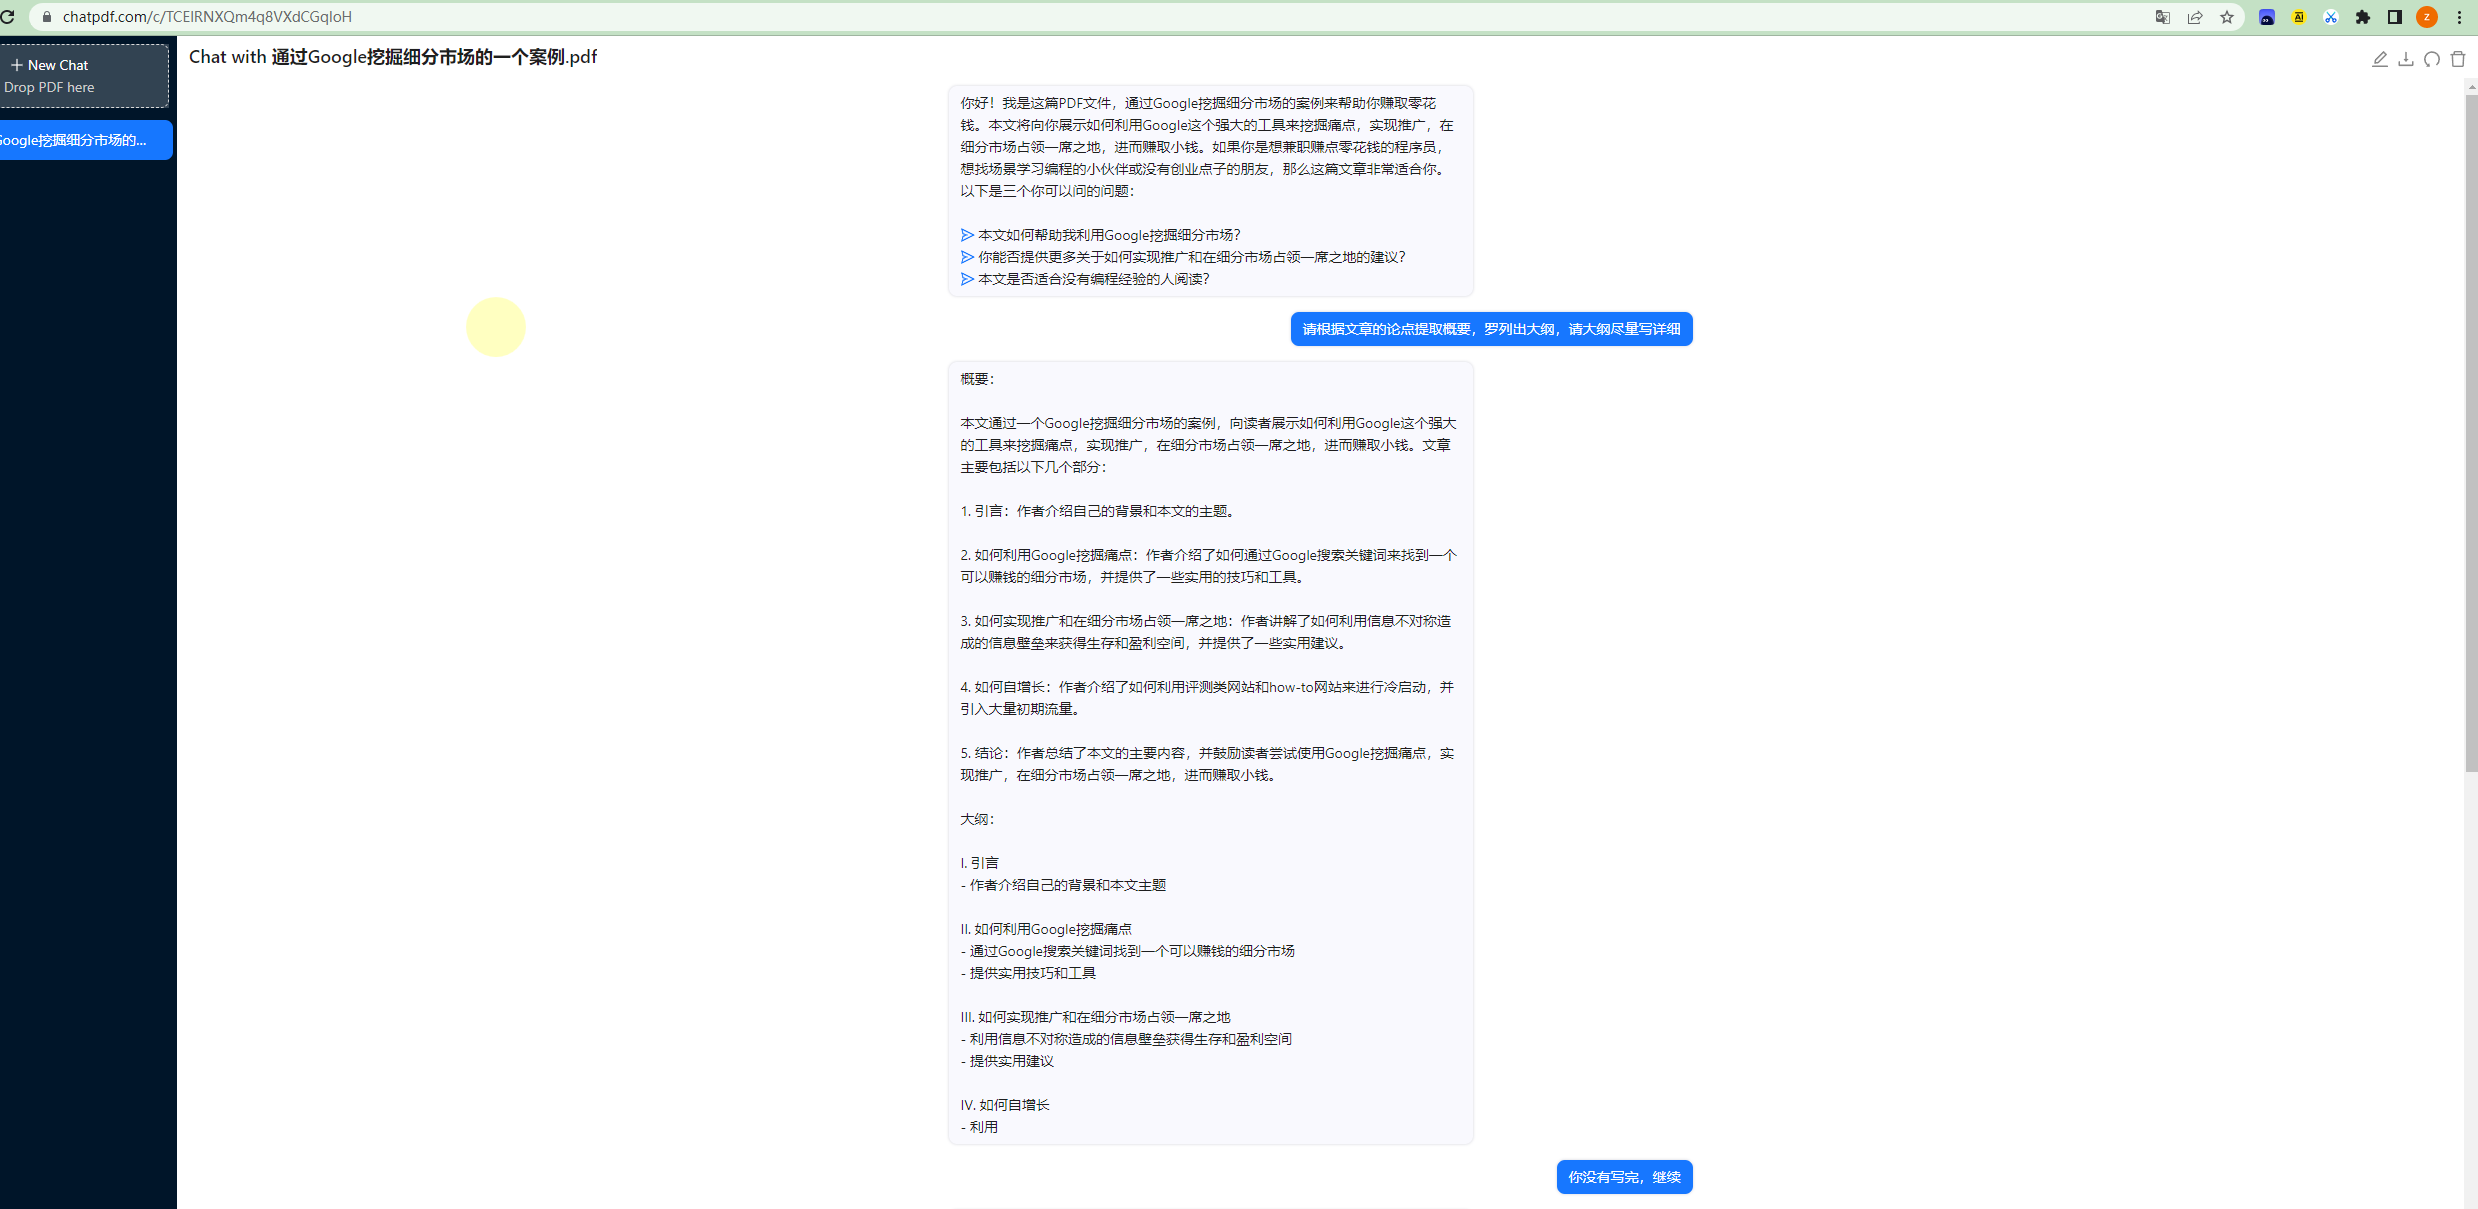 chatpdf.com/c/TCEIRNXQm4q8VXdCGqIoH
Z
New Chat
Drop PDF here
Google挖掘细分市场的...
Chat with 通过Google挖掘细分市场的一个案例.pdf
你好！我是这篇PDF文件，通过Google挖掘细分市场的案例来帮助你赚取零花
钱。本文将向你展示如何利用Google这个强大的工具来挖掘痛点，实现推广，在
细分市场占领一席之地，进而赚取小钱。如果你是想兼职赚点零花钱的程序员，
想找场景学习编程的小伙伴或没有创业点子的朋友，那么这篇文章非常适合你。
以下是三个你可以问的问题：
本文如何帮助我利用Google挖掘细分市场？
你能否提供更多关于如何实现推广和在细分市场占领一席之地的建议？
本文是否适合没有编程经验的人阅读？
请根据文章的论点提取概要，罗列出大纲，请大纲尽量写详细
概要：
本文通过一个Google挖掘细分市场的案例，向读者展示如何利用Google这个强大
的工具来挖掘痛点，实现推广，在细分市场占领一席之地，进而赚取小钱。文章
主要包括以下几个部分：
1. 引言：作者介绍自己的背景和本文的主题。
2. 如何利用Google挖掘痛点：作者介绍了如何通过Google搜索关键词来找到一个
可以赚钱的细分市场，并提供了一些实用的技巧和工具。
3. 如何实现推广和在细分市场占领一席之地：作者讲解了如何利用信息不对称造
成的信息壁垒来获得生存和盈利空间，并提供了一些实用建议。
4. 如何自增长：作者介绍了如何利用评测类网站和how-to网站来进行冷启动，并
引入大量初期流量。
5. 结论：作者总结了本文的主要内容，并鼓励读者尝试使用Google挖掘痛点，实
现推广，在细分市场占领一席之地，进而赚取小钱。
大纲：
I. 引言
- 作者介绍自己的背景和本文主题
II. 如何利用Google挖掘痛点
- 通过Google搜索关键词找到一个可以赚钱的细分市场
- 提供实用技巧和工具
III. 如何实现推广和在细分市场占领一席之地
- 利用信息不对称造成的信息壁垒获得生存和盈利空间
- 提供实用建议
IV. 如何自增长
- 利用
你没有写完，继续